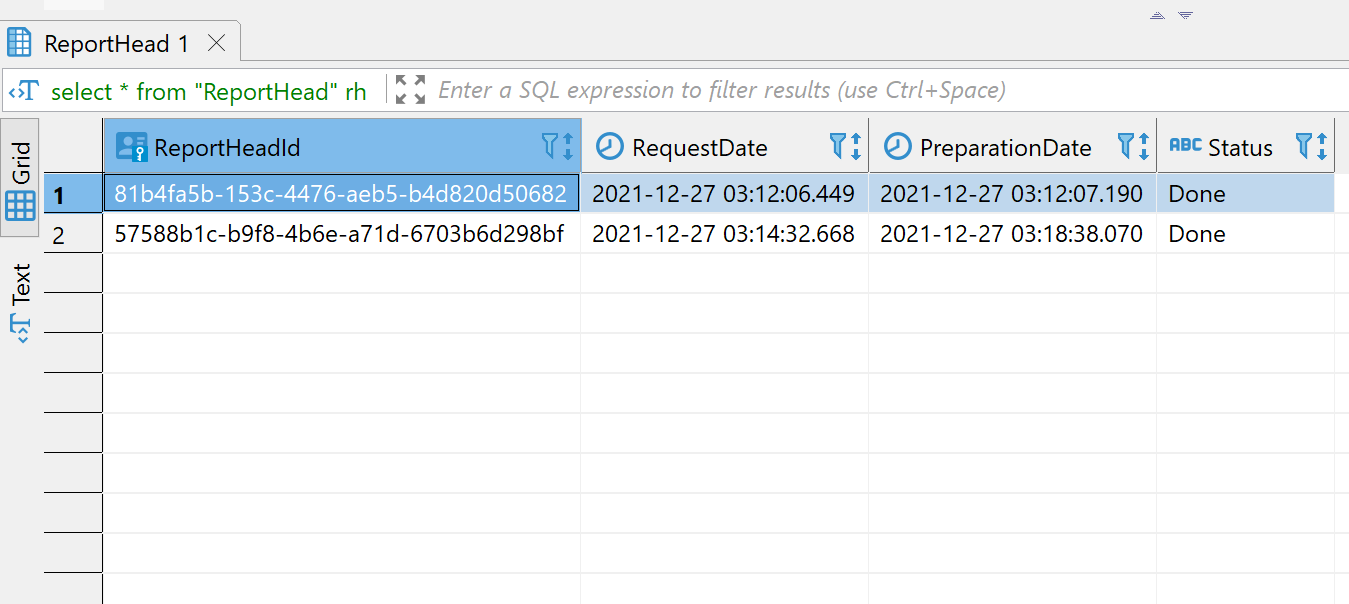 ReportHead 1
select * from "ReportHead" rh Enter a SQL expression to filter results (use Ctrl+Space)
Grid
Text
ReportHeadId RequestDate PreparationDate ABC Status
1 81b4fa5b-153c-4476-aeb5-b4d820d50682 2021-12-27 03:12:06.449 2021-12-27 03:12:07.190 Done
2 57588b1c-b9f8-4b6e-a71d-6703b6d298bf 2021-12-27 03:14:32.668 2021-12-27 03:18:38.070 Done